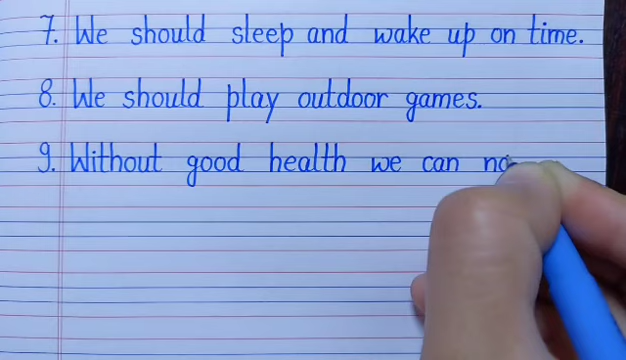 7. We should sleep and wake up on time.
8. We should play outdoor games.
9. Without good health we can no